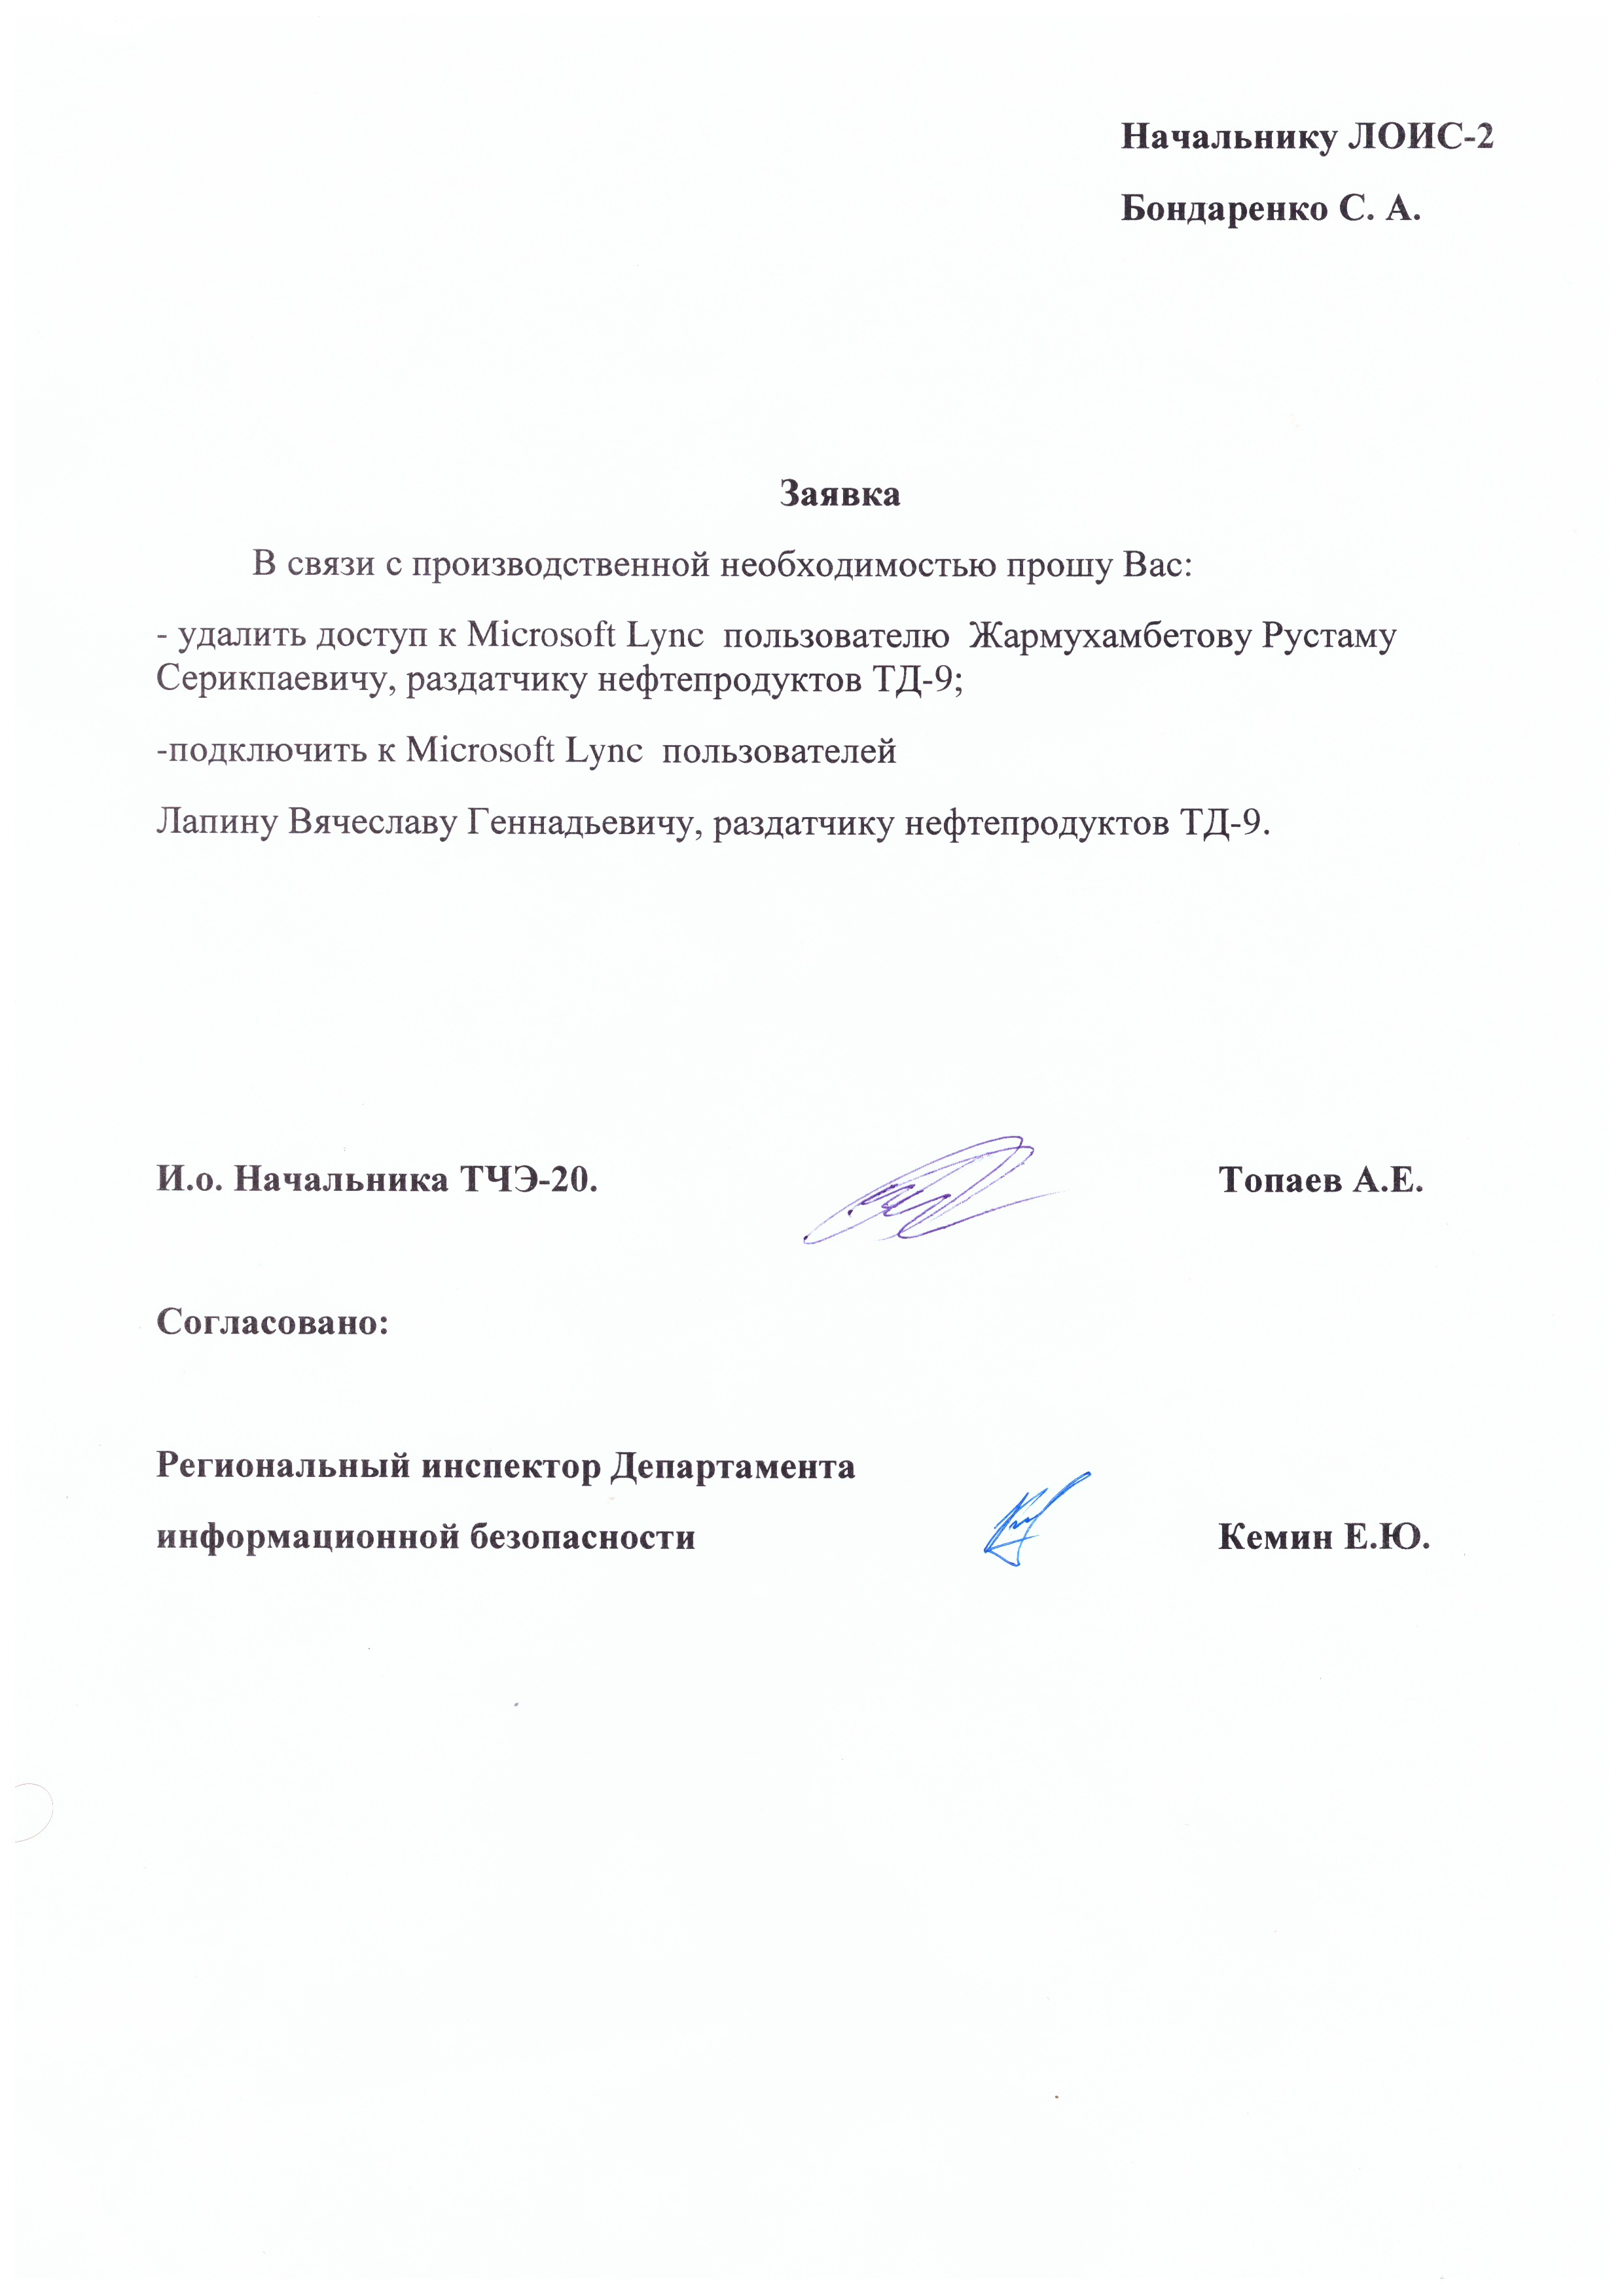 Начальнику ЛОИС-2
Бондаренко С. А.
Заявка
В связи с производственной необходимостью прошу Вас:
- удалить доступ к Microsoft Lync пользователю Жармухамбетову Рустаму
Серикпаевичу, раздатчику нефтепродуктов ТД-9;
-подключить к Microsoft Lync пользователей
Лапину Вячеславу Геннадьевичу, раздатчику нефтепродуктов ТД-9.
И.о. Начальника ТЧЭ-20. Топаев А.Е.
Согласовано:
Региональный инспектор Департамента
информационной безопасности Кемин Е.Ю.